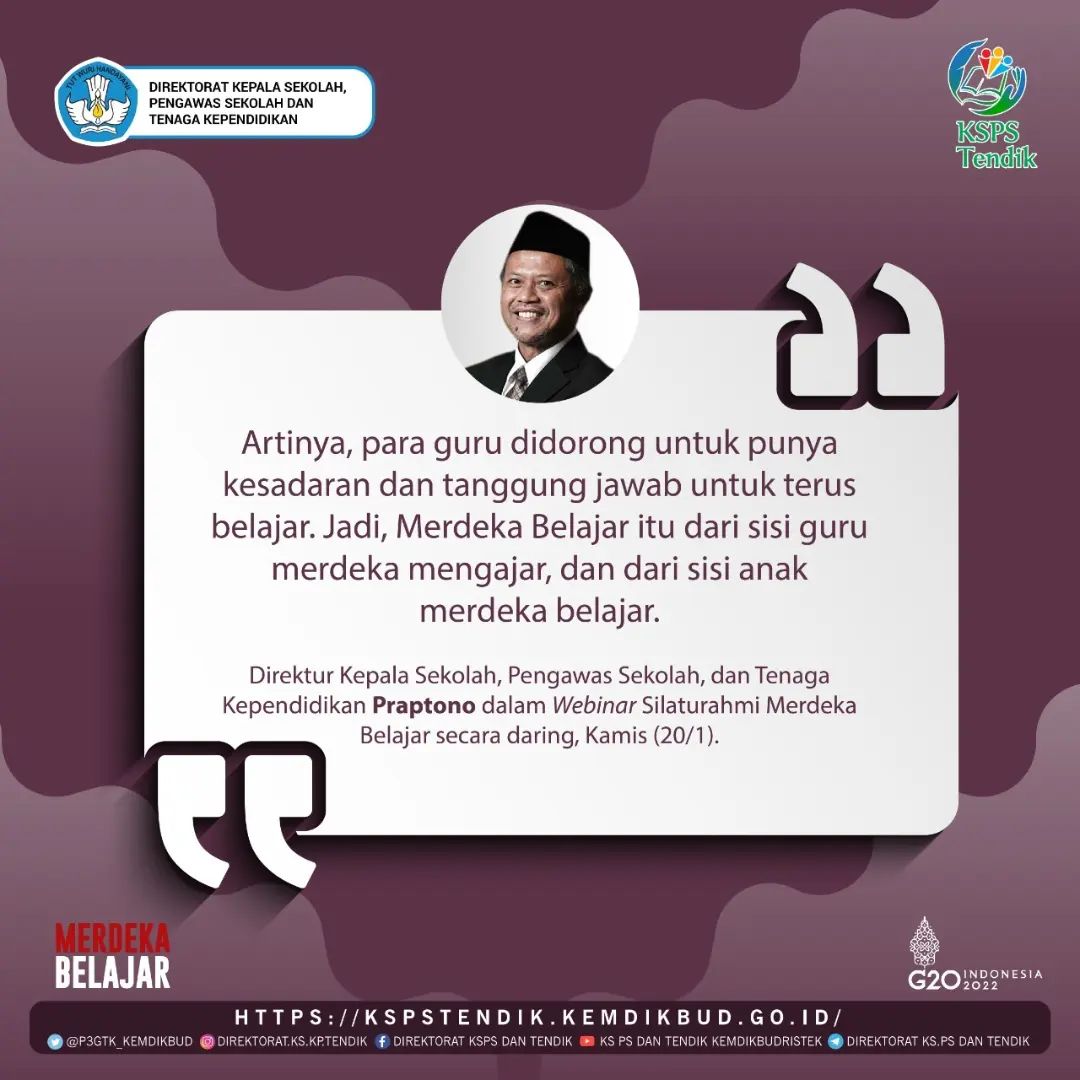 TUT WURI HANDAYANI
DIREKTORAT KEPALA SEKOLAH,
PENGAWAS SEKOLAH DAN
TENAGA KEPENDIDIKAN
KSPS
Tendik
Artinya, para guru didorong untuk punya
kesadaran dan tanggung jawab untuk terus
belajar. Jadi, Merdeka Belajar itu dari sisi guru
merdeka mengajar, dan dari sisi anak
merdeka belajar.
Direktur Kepala Sekolah, Pengawas Sekolah, dan Tenaga
Kependidikan Praptono dalam Webinar Silaturahmi Merdeka
Belajar secara daring, Kamis (20/1).
MERDEKA
BELAJAR
G20 INDONESIA
2022
HTTPS://KSPSTENDIK.KEMDIKBUD.GO.ID/
@P3GTK_KEMDIKBUD DIREKTORAT.KS.KP.TENDIK DIREKTORAT KSPS DAN TENDIK KS PS DAN TENDIK KEMDIKBUDRISTEK DIREKTORAT KS.PS DAN TENDIK